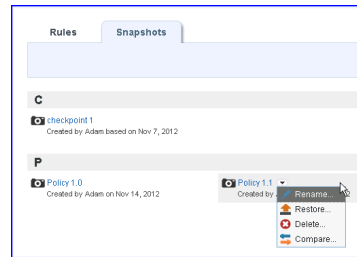 Rules Snapshots
C
checkpoint 1
Created by Adam based on Nov 7, 2012
P
Policy 1.0 Policy 1.1
Created by Adam on Nov 14, 2012 Created by
Rename...
Restore...
Delete...
Compare...